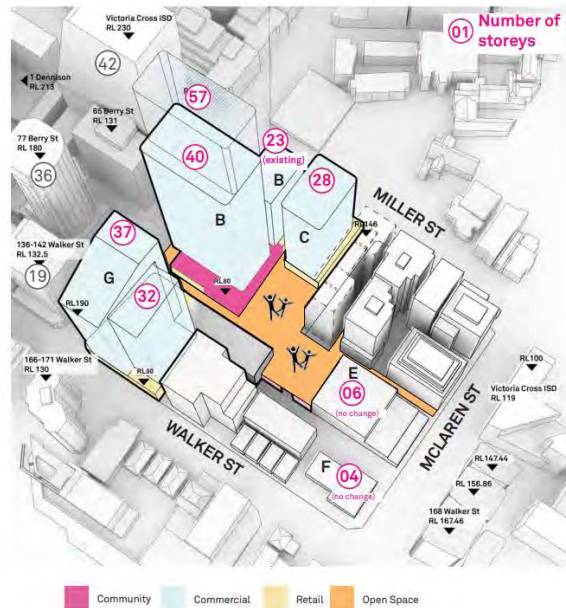 Victoria Cross ISD
RL 230
01 Number of
storeys
42
57
1 Dennison
RL 213
65 Berry St
RL 131
77 Berry St
RL 180
40
23
(existing)
28
36
B
B
MILLER ST
136-142 Walker St
RL 132.5
37
C
RL146
19
G
32
RL80
RL190
166-171 Walker St
RL 130
RL80
E
06
(no change)
RL100
Victoria Cross ISD
RL 119
WALKER ST
MCLAREN ST
F
04
(no change)
RL147.44
RL 156.86
168 Walker St
RL 167.46
Community
Commercial
Retail
Open Space